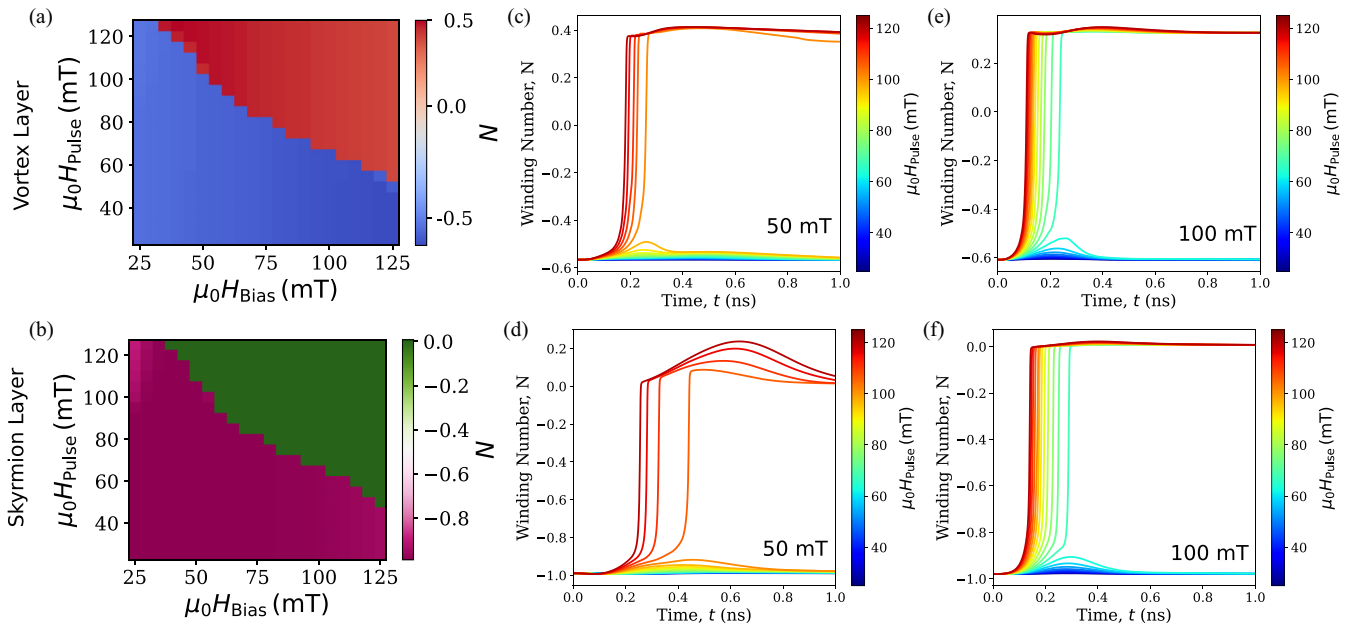 (a)
Vortex Layer
μ₀H_Pulse (mT)
120
100
80
60
40
25 50 75 100 125
μ₀H_Bias (mT)
0.5
0.0
−0.5
N
(c)
Winding Number, N
0.4
0.2
0.0
−0.2
−0.4
−0.6
0.0 0.2 0.4 0.6 0.8 1.0
Time, t (ns)
50 mT
120
100
80
60
40
μ₀H_Pulse (mT)
(e)
Winding Number, N
0.2
0.0
−0.2
−0.4
−0.6
0.0 0.2 0.4 0.6 0.8 1.0
Time, t (ns)
100 mT
120
100
80
60
40
μ₀H_Pulse (mT)
(b)
Skyrmion Layer
μ₀H_Pulse (mT)
120
100
80
60
40
25 50 75 100 125
μ₀H_Bias (mT)
0.0
−0.2
−0.4
−0.6
−0.8
N
(d)
Winding Number, N
0.2
0.0
−0.2
−0.4
−0.6
−0.8
−1.0
0.0 0.2 0.4 0.6 0.8 1.0
Time, t (ns)
50 mT
120
100
80
60
40
μ₀H_Pulse (mT)
(f)
Winding Number, N
0.0
−0.2
−0.4
−0.6
−0.8
−1.0
0.0 0.2 0.4 0.6 0.8 1.0
Time, t (ns)
100 mT
120
100
80
60
40
μ₀H_Pulse (mT)